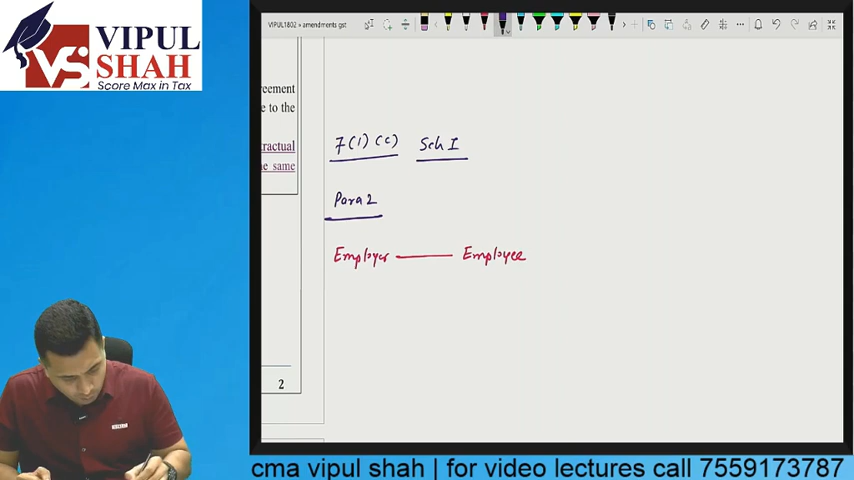 VIPUL
SHAH
Score Max in Tax
VIPUL1802 + amendments gst
reement
e to the
tractual
e same
2
7(1)(c) Sch I
Para 2
Employer Employee
cma vipul shah | for video lectures call 7559173787